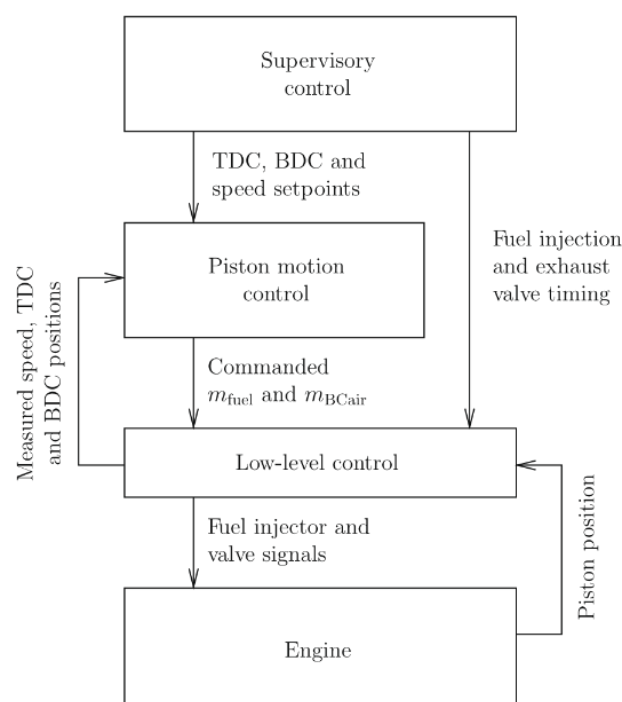 Supervisory
control
TDC, BDC and
speed setpoints
Fuel injection
and exhaust
valve timing
Piston motion
control
Measured speed, TDC
and BDC positions
Commanded
m_fuel and m_BCair
Low-level control
Fuel injector and
valve signals
Piston position
Engine